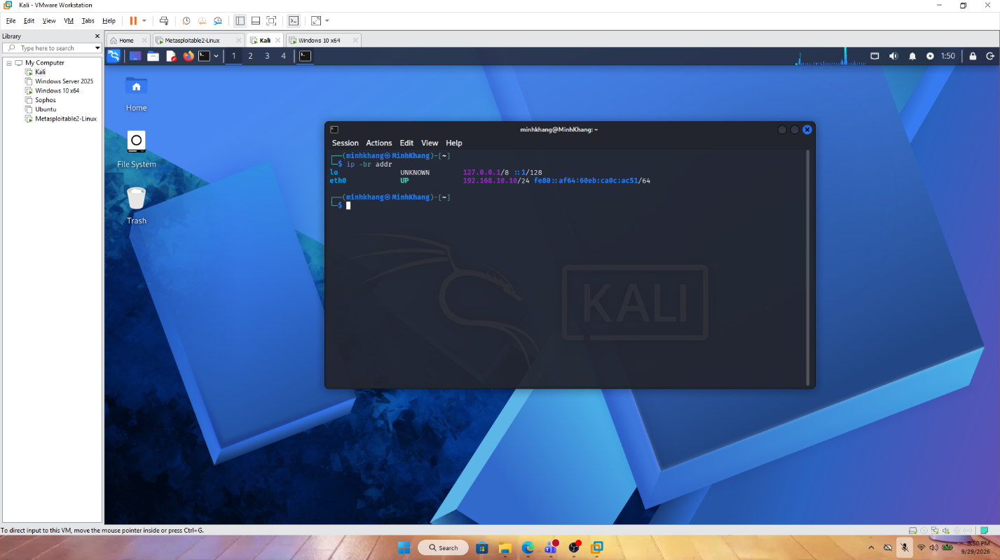 Kali - VMware Workstation
File Edit View VM Tabs Help
Library
Type here to search
My Computer
Kali
Windows Server 2025
Windows 10 x64
Sophos
Ubuntu
Metasploitable2-Linux
Home Metasploitable2-Linux Kali Windows 10 x64
1 2 3 4 1:50
Home
File System
Trash
minhkhang@MinhKhang: ~
Session Actions Edit View Help
┌──(minhkhang㉿MinhKhang)-[~]
└─$ ip -br addr
lo UNKNOWN 127.0.0.1/8 ::1/128
eth0 UP 192.168.10.10/24 fe80::af64:60eb:ca0c:ac51/64
┌──(minhkhang㉿MinhKhang)-[~]
└─$
KALI
To direct input to this VM, move the mouse pointer inside or press Ctrl+G.
Search
3:50 PM
9/29/2026